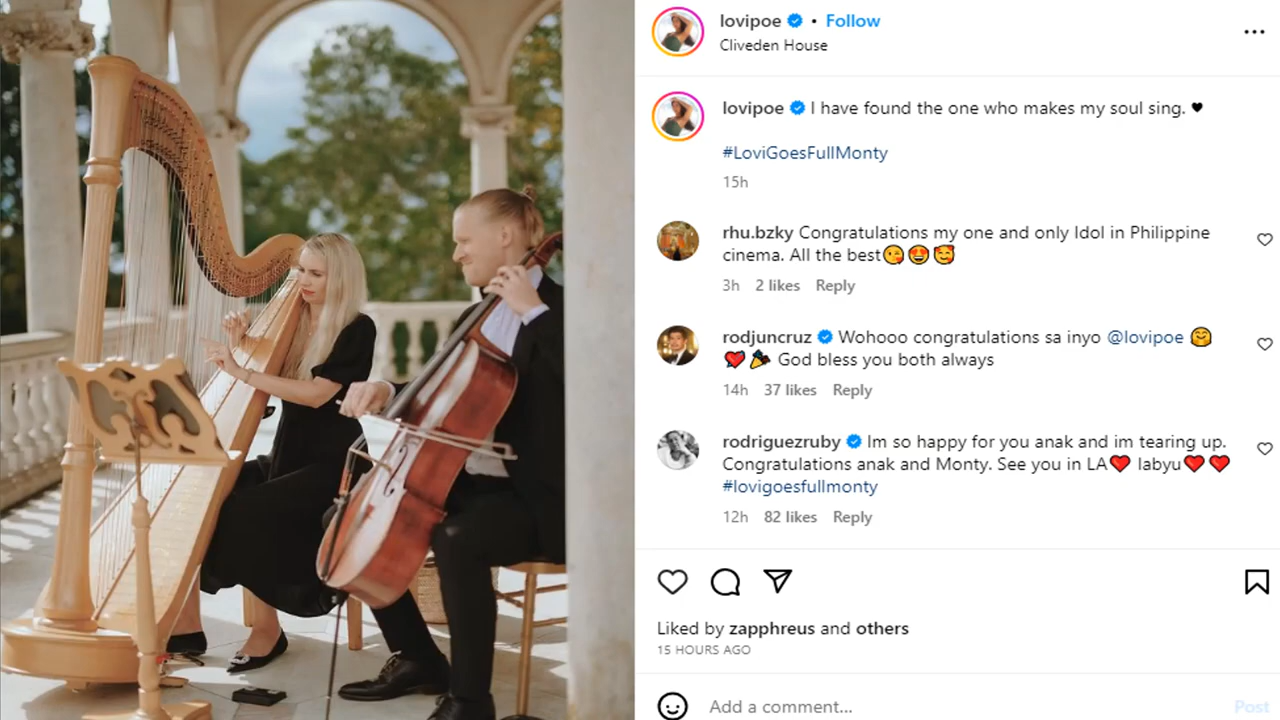 lovipoe • Follow
Cliveden House
lovipoe I have found the one who makes my soul sing. 🖤
#LoviGoesFullMonty
15h
rhu.bzky Congratulations my one and only Idol in Philippine
cinema. All the best😘😍🥰
3h 2 likes Reply
rodjuncruz Wohooo congratulations sa inyo @lovipoe 🤗
❤️🎉 God bless you both always
14h 37 likes Reply
rodriguezruby Im so happy for you anak and im tearing up.
Congratulations anak and Monty. See you in LA❤️ labyu❤️❤️
#lovigoesfullmonty
12h 82 likes Reply
Liked by zapphreus and others
15 HOURS AGO
Add a comment...
Post